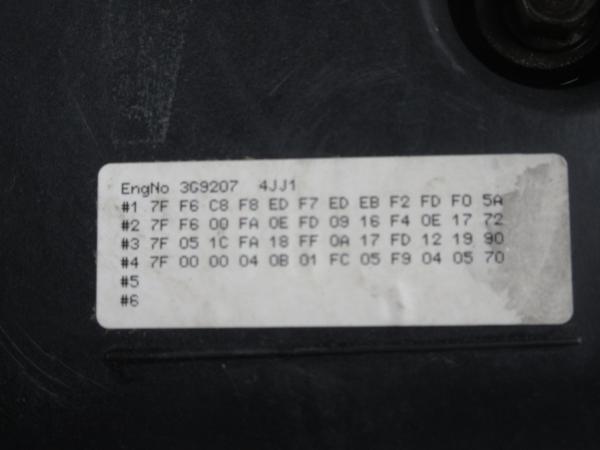 EngNo 3G9207 4JJ1
#1 7F F6 C8 F8 ED F7 ED EB F2 FD F0 5A
#2 7F F6 00 FA 0E FD 09 16 F4 0E 17 72
#3 7F 05 1C FA 18 FF 0A 17 FD 12 19 90
#4 7F 00 00 04 0B 01 FC 05 F9 04 05 70
#5
#6